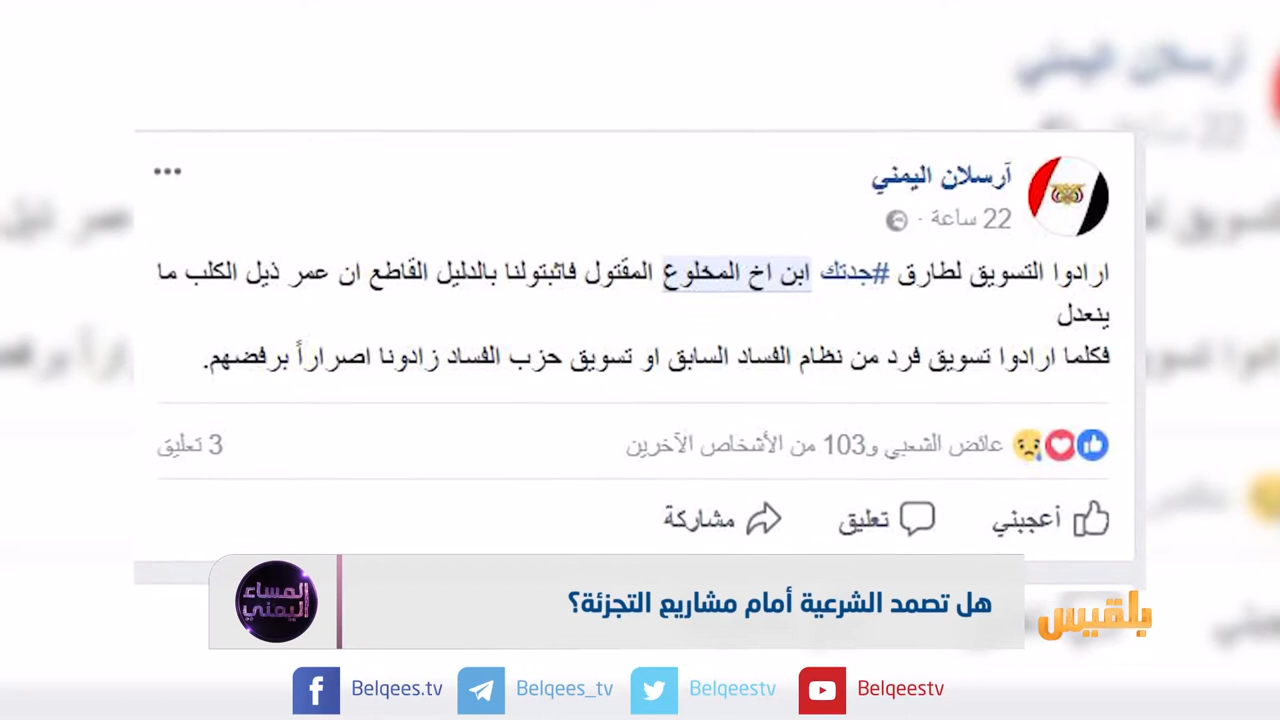 آرسلان اليمني
22 ساعة ·
ارادوا التسويق لطارق #جدتك ابن اخ المخلوع المقتول فاثبتولنا بالدليل القاطع ان عمر ذيل الكلب ما
ينعدل
فكلما ارادوا تسويق فرد من نظام الفساد السابق او تسويق حزب الفساد زادونا اصراراً برفضهم.
عائض الشعبي و103 من الأشخاص الآخرين
3 تعليق
أعجبني
تعليق
مشاركة
هل تصمد الشرعية أمام مشاريع التجزئة؟
المساء
اليمني
بلقيس
Belqees.tv
Belqees_tv
Belqeestv
Belqeestv